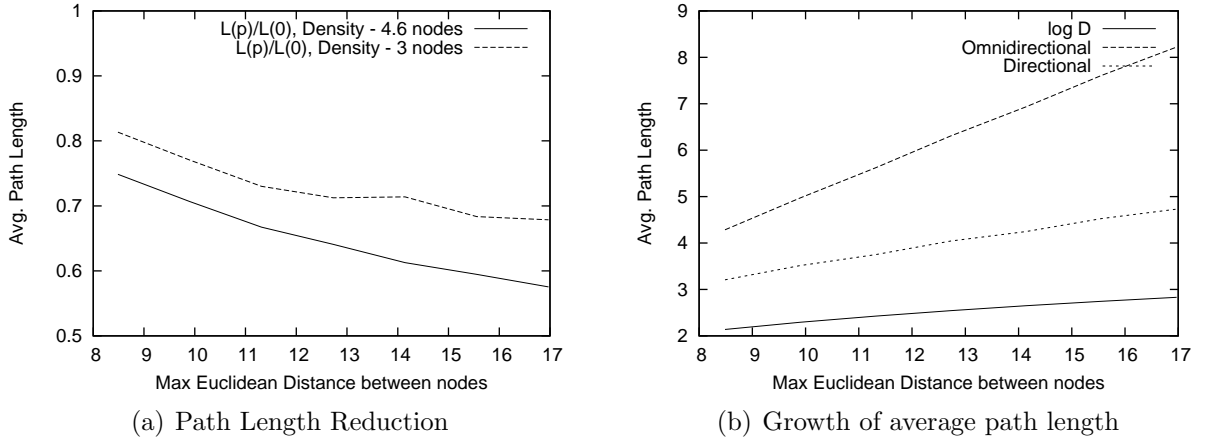 1
0.9
0.8
0.7
0.6
0.5
8 9 10 11 12 13 14 15 16 17
Avg. Path Length
Max Euclidean Distance between nodes
L(p)/L(0), Density - 4.6 nodes
L(p)/L(0), Density - 3 nodes
(a) Path Length Reduction
9
8
7
6
5
4
3
2
8 9 10 11 12 13 14 15 16 17
Avg. Path Length
Max Euclidean Distance between nodes
log D
Omnidirectional
Directional
(b) Growth of average path length